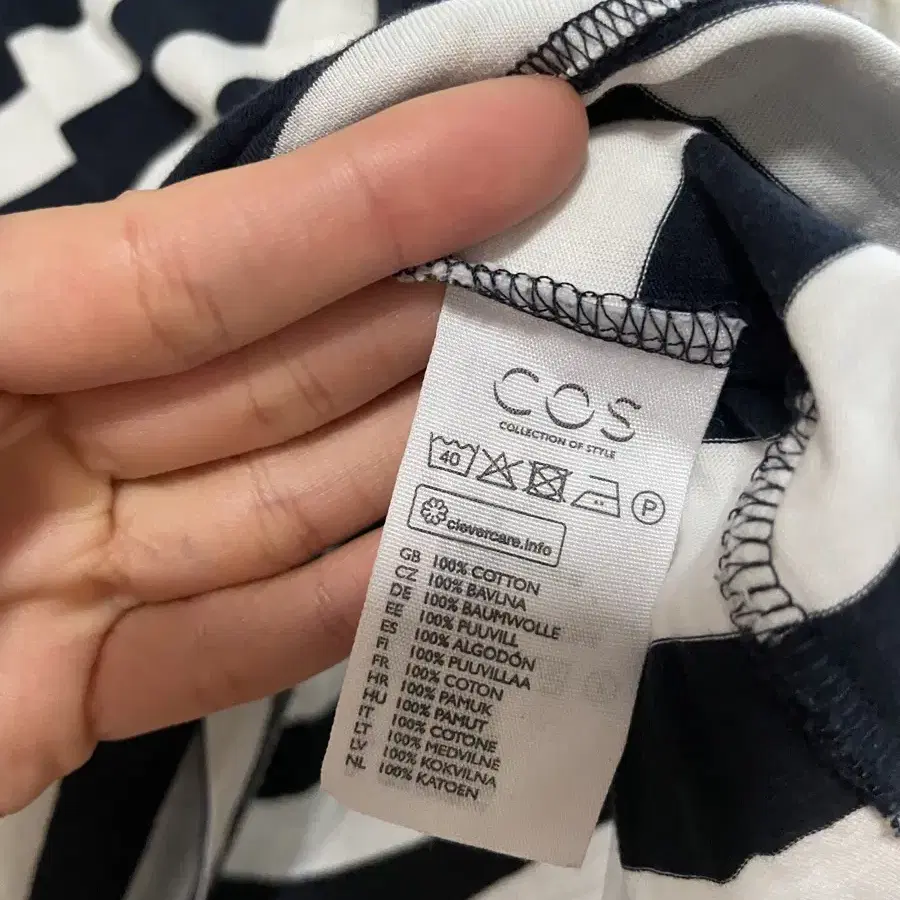 COS
COLLECTION OF STYLE
40 P
clevercare.info
GB 100% COTTON
CZ 100% BAVLNA
DE 100% BAUMWOLLE
EE 100% PUUVILL
ES 100% ALGODÓN
FI 100% PUUVILLAA
FR 100% COTON
HR 100% PAMUK
HU 100% PAMUT
IT 100% COTONE
LT 100% MEDVILNĖ
LV 100% KOKVILNA
NL 100% KATOEN